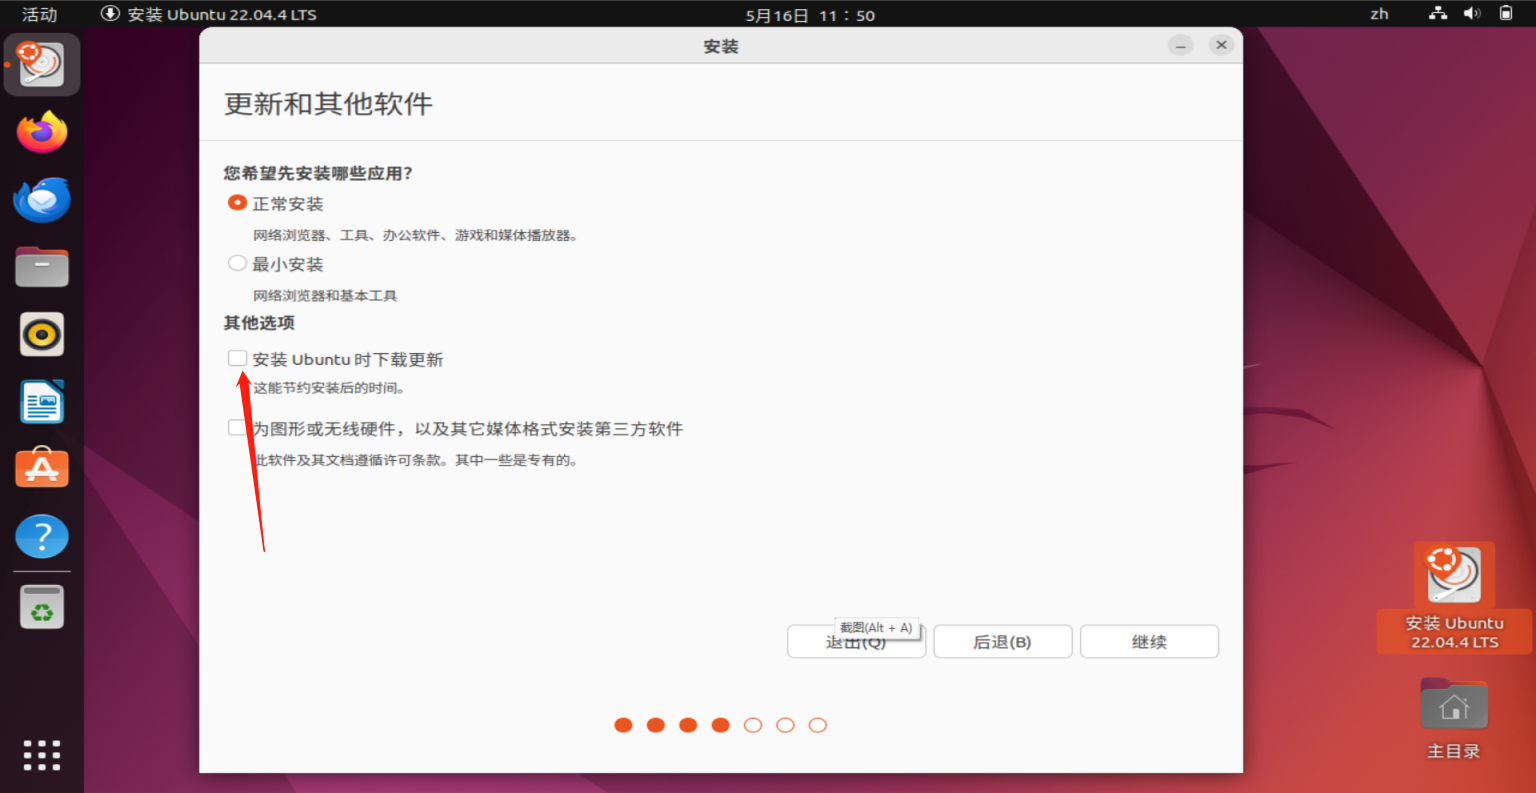 活动
安装 Ubuntu 22.04.4 LTS
5月16日 11：50
zh
安装
更新和其他软件
您希望先安装哪些应用?
正常安装
网络浏览器、工具、办公软件、游戏和媒体播放器。
最小安装
网络浏览器和基本工具
其他选项
安装 Ubuntu 时下载更新
这能节约安装后的时间。
为图形或无线硬件，以及其它媒体格式安装第三方软件
此软件及其文档遵循许可条款。其中一些是专有的。
截图(Alt + A)
退出(Q)
后退(B)
继续
安装 Ubuntu
22.04.4 LTS
主目录